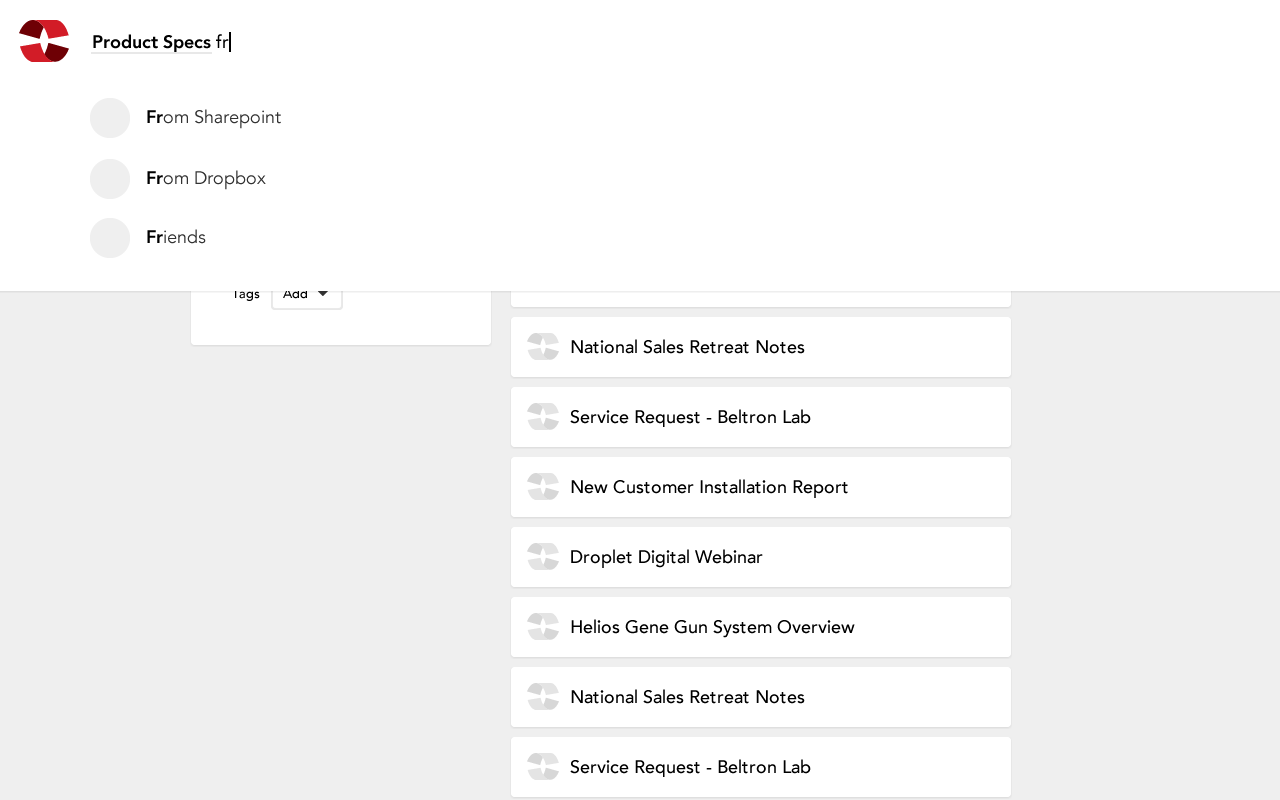 Product Specs fr
From Sharepoint
From Dropbox
Friends
Tags Add
National Sales Retreat Notes
Service Request - Beltron Lab
New Customer Installation Report
Droplet Digital Webinar
Helios Gene Gun System Overview
National Sales Retreat Notes
Service Request - Beltron Lab